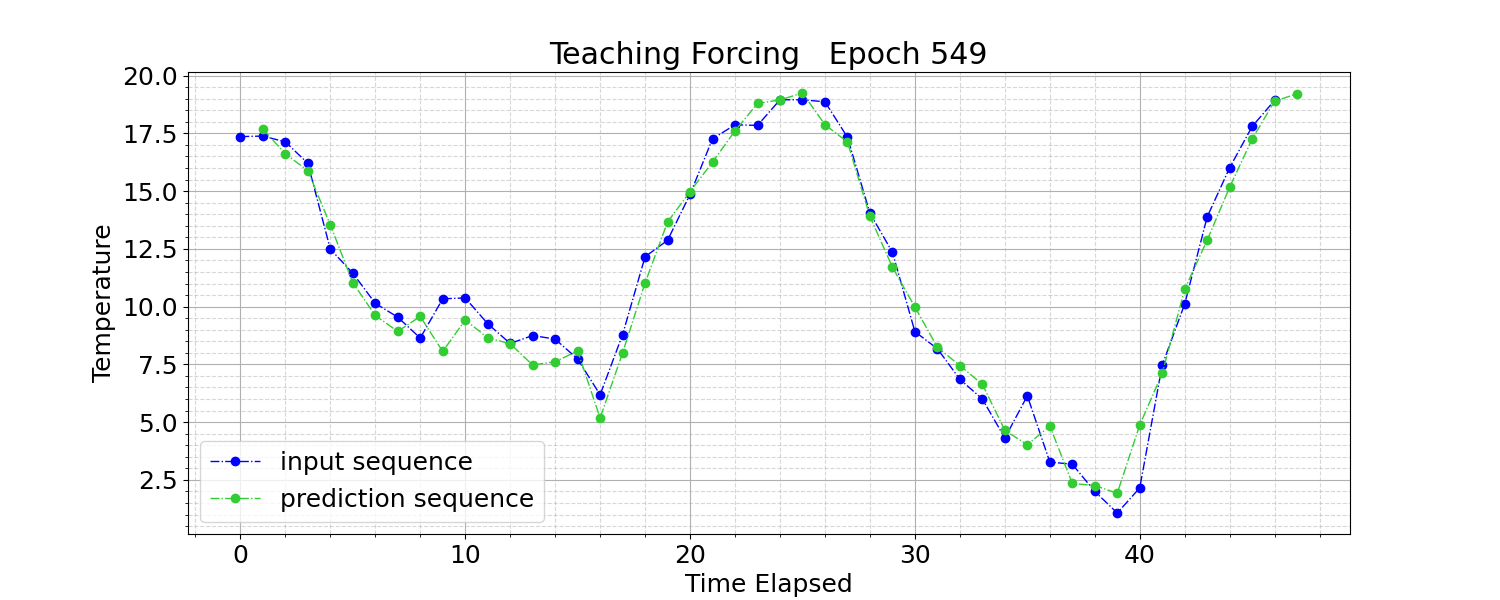 Teaching Forcing   Epoch 549
20.0
17.5
15.0
12.5
10.0
7.5
5.0
2.5
Temperature
input sequence
prediction sequence
0 10 20 30 40
Time Elapsed